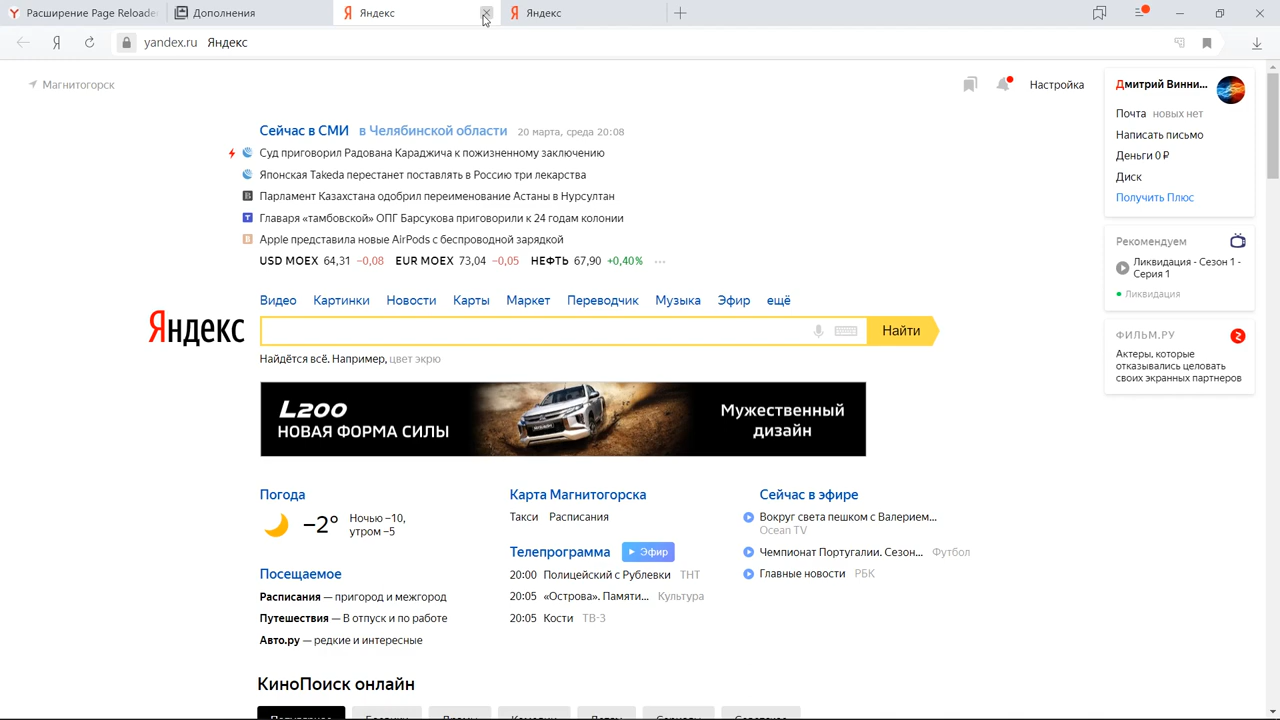 Расширение Page Reloade
Дополнения
Яндекс
Яндекс
yandex.ru Яндекс
Магнитогорск
Настройка
Дмитрий Винни...
Почта новых нет
Написать письмо
Деньги 0 ₽
Диск
Получить Плюс
Сейчас в СМИ в Челябинской области 20 марта, среда 20:08
Суд приговорил Радована Караджича к пожизненному заключению
Японская Takeda перестанет поставлять в Россию три лекарства
Парламент Казахстана одобрил переименование Астаны в Нурсултан
Главаря «тамбовской» ОПГ Барсукова приговорили к 24 годам колонии
Apple представила новые AirPods с беспроводной зарядкой
USD MOEX 64,31 −0,08 EUR MOEX 73,04 −0,05 НЕФТЬ 67,90 +0,40% ...
Рекомендуем
Ликвидация - Сезон 1 -
Серия 1
Ликвидация
ФИЛЬМ.РУ
Актеры, которые
отказывались целовать
своих экранных партнеров
Видео Картинки Новости Карты Маркет Переводчик Музыка Эфир ещё
Яндекс
Найти
Найдётся всё. Например, цвет экрю
L200
НОВАЯ ФОРМА СИЛЫ
Мужественный
дизайн
Погода
−2°
Ночью −10,
утром −5
Посещаемое
Расписания — пригород и межгород
Путешествия — В отпуск и по работе
Авто.ру — редкие и интересные
Карта Магнитогорска
Такси Расписания
Телепрограмма Эфир
20:00 Полицейский с Рублевки ТНТ
20:05 «Острова». Памяти... Культура
20:05 Кости ТВ-3
Сейчас в эфире
Вокруг света пешком с Валерием...
Ocean TV
Чемпионат Португалии. Сезон... Футбол
Главные новости РБК
КиноПоиск онлайн